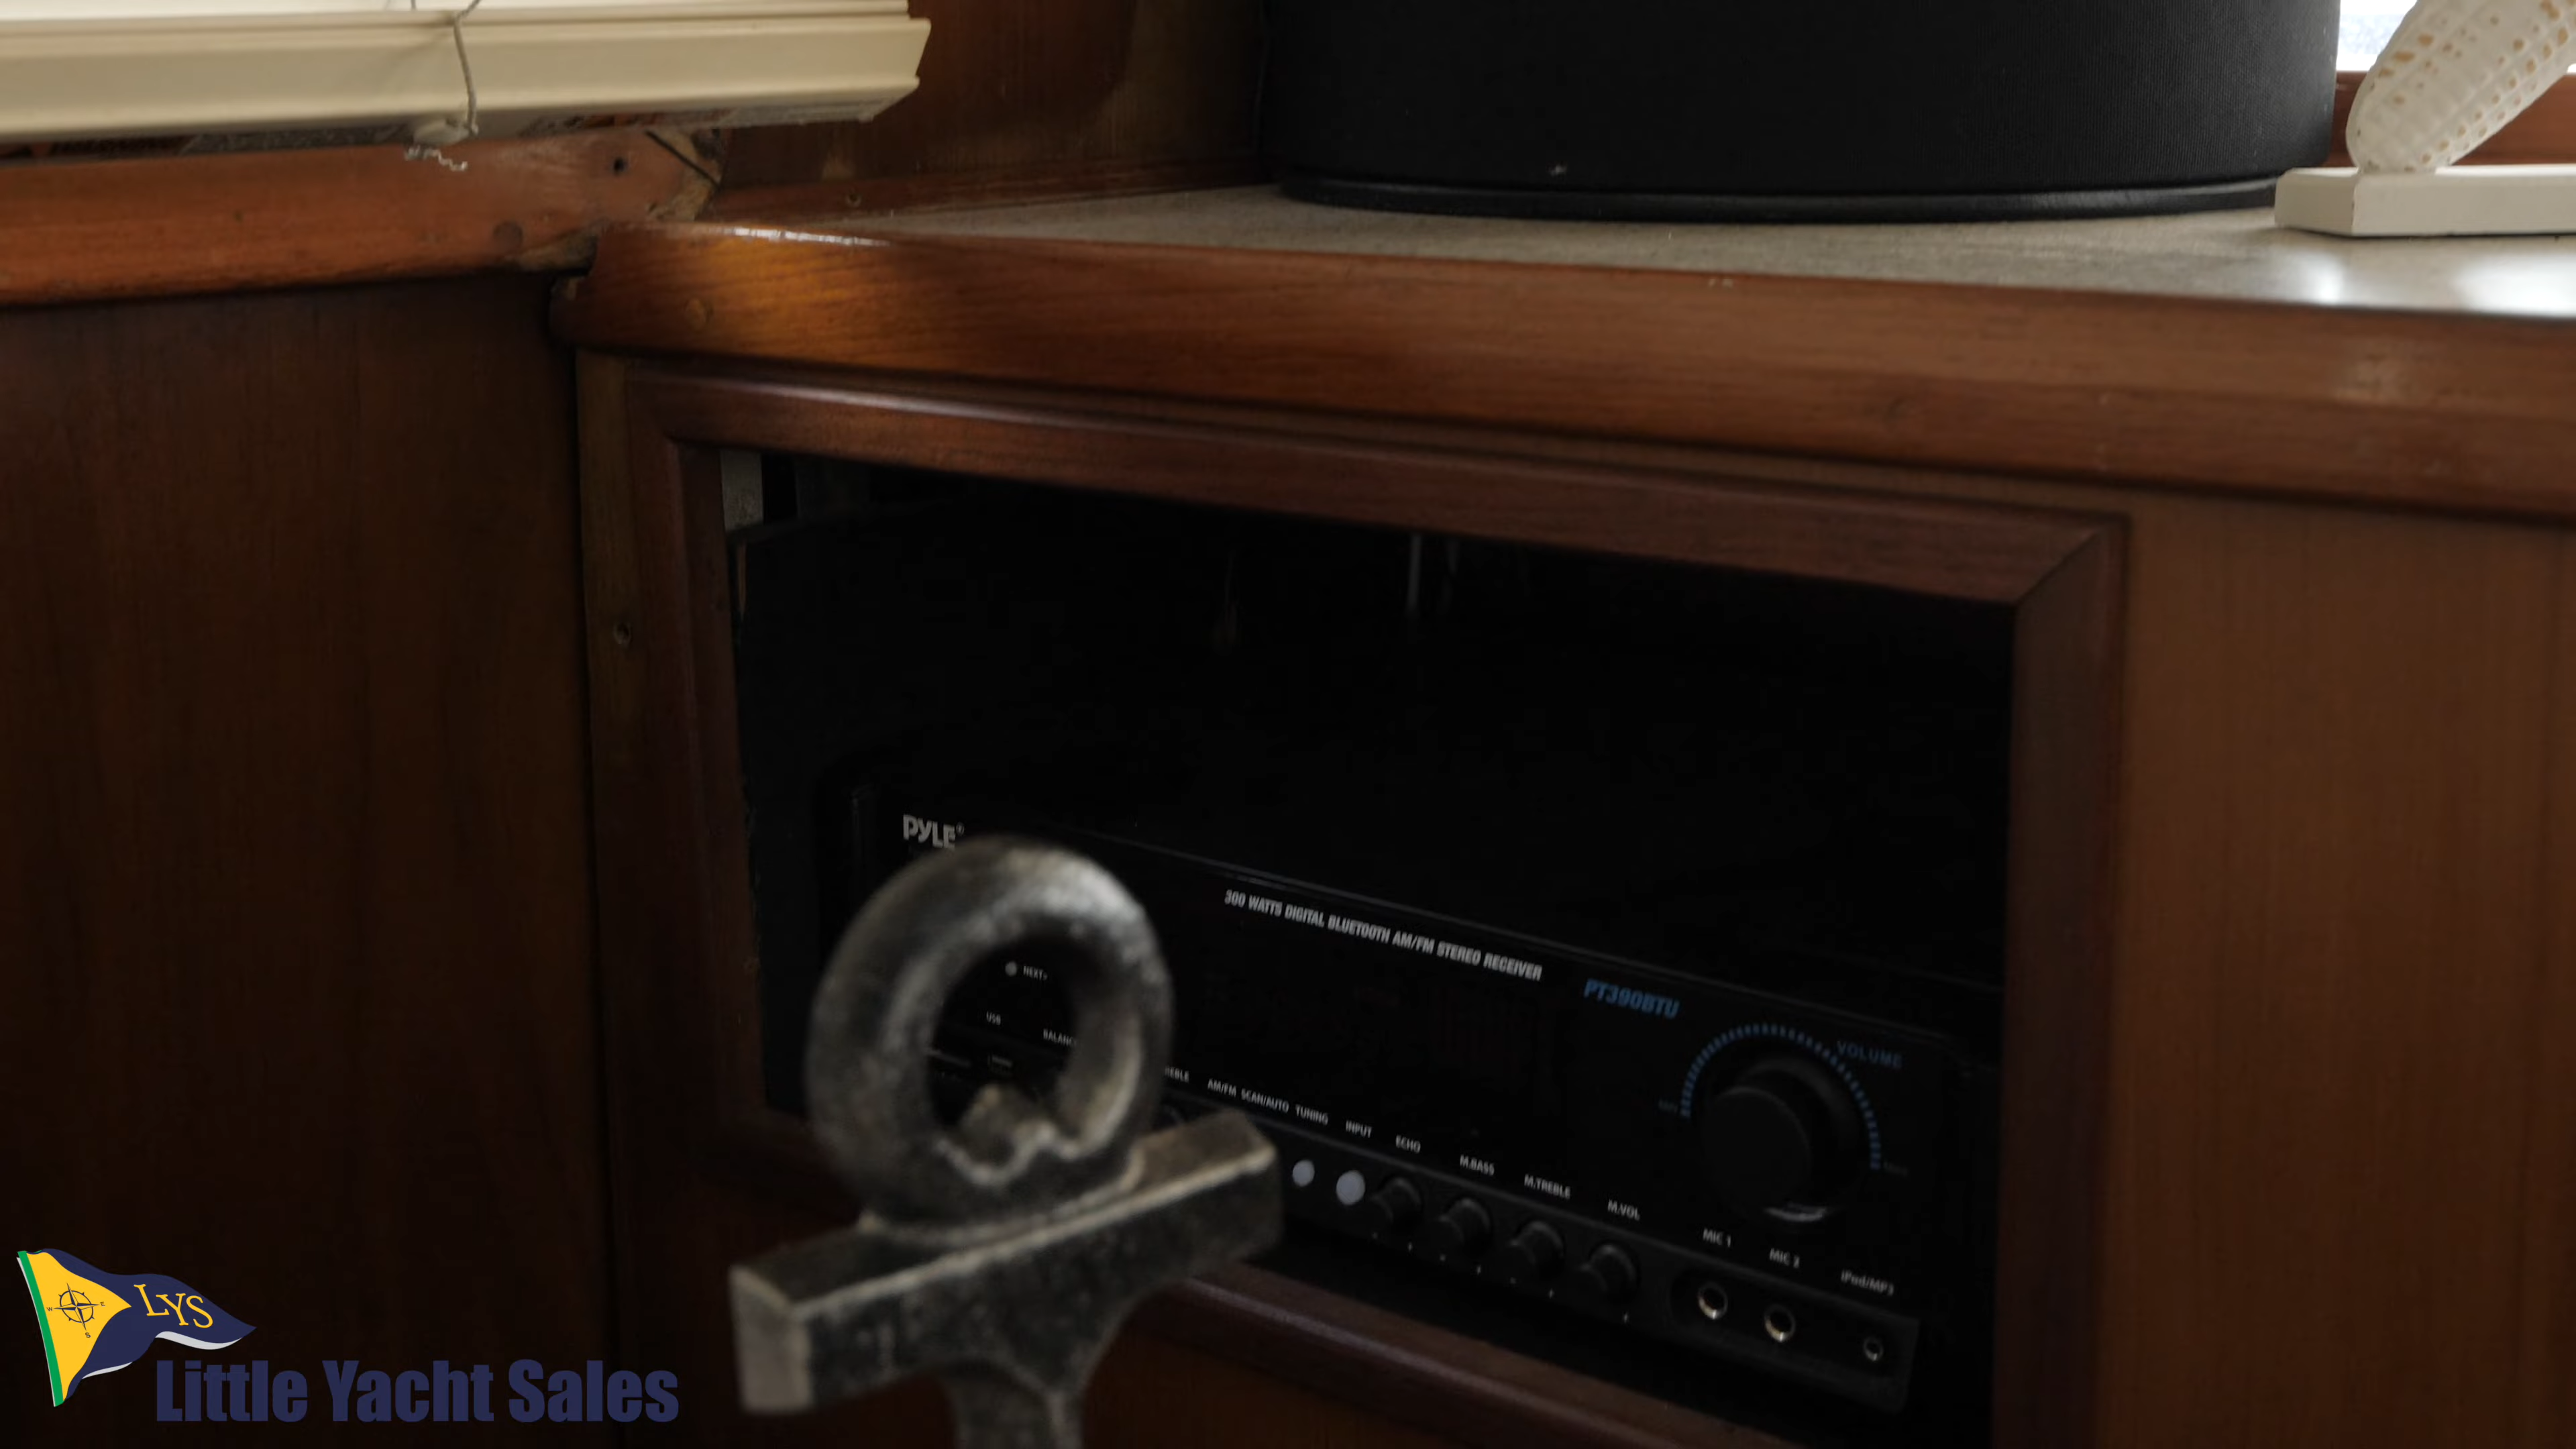 PYLE®
300 WATTS DIGITAL BLUETOOTH AM/FM STEREO RECEIVER
PT390BTU
VOLUME
NEXT
USB
AM/FM SCAN/AUTO TUNING INPUT ECHO M.BASS M.TREBLE M.VOL
MIC 1 MIC 2 iPod/MP3
LYS
W E
S
Little Yacht Sales